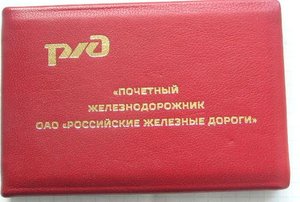 РЖД
«ПОЧЕТНЫЙ
ЖЕЛЕЗНОДОРОЖНИК
ОАО «РОССИЙСКИЕ ЖЕЛЕЗНЫЕ ДОРОГИ»